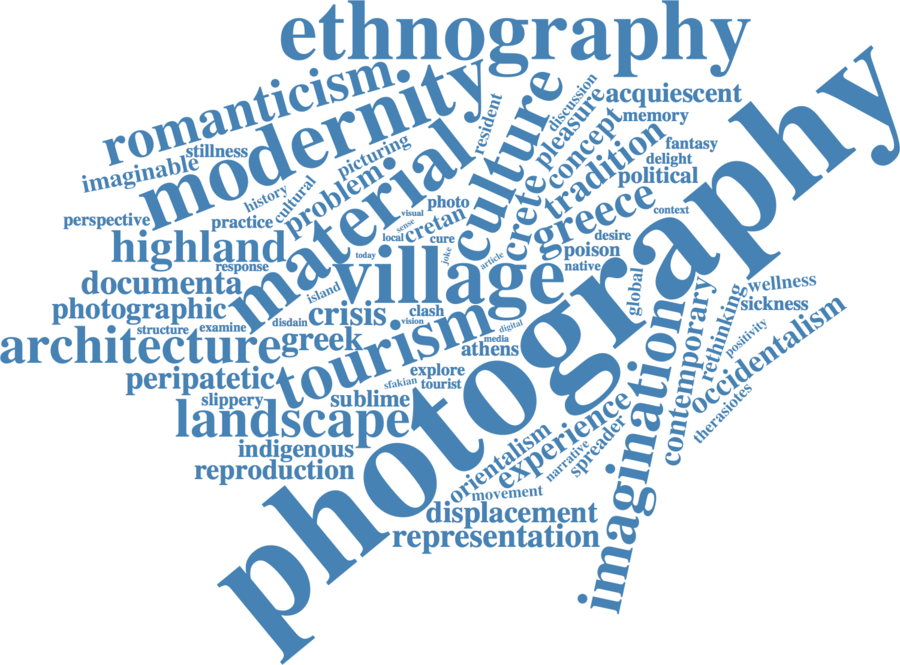 ethnography
romanticism
modernity
culture
discussion
pleasure
acquiescent
photography
resident
concept
memory
stillness
imaginable
picturing
material
tradition
fantasy
delight
political
history
cultural
problem
photo
crete
greece
context
perspective
practice
visual
sense
cretan
desire
highland
local
cure
joke
article
poison
native
response
today
village
global
documenta
island
wellness
photographic
crisis
clash
imagination
contemporary
rethinking
sickness
structure
examine
disdain
vision
tourism
digital
media
positivity
occidentalism
architecture
greek
athens
peripatetic
explore
sfakian
tourist
therasiotes
slippery
sublime
landscape
experience
indigenous
orientalism
narrative
spreader
reproduction
movement
displacement
representation